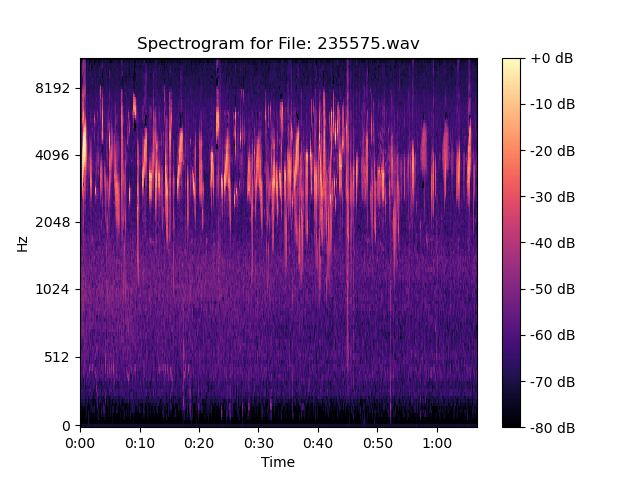 Spectrogram for File: 235575.wav
Hz
8192
4096
2048
1024
512
0
0:00 0:10 0:20 0:30 0:40 0:50 1:00
Time
+0 dB
-10 dB
-20 dB
-30 dB
-40 dB
-50 dB
-60 dB
-70 dB
-80 dB